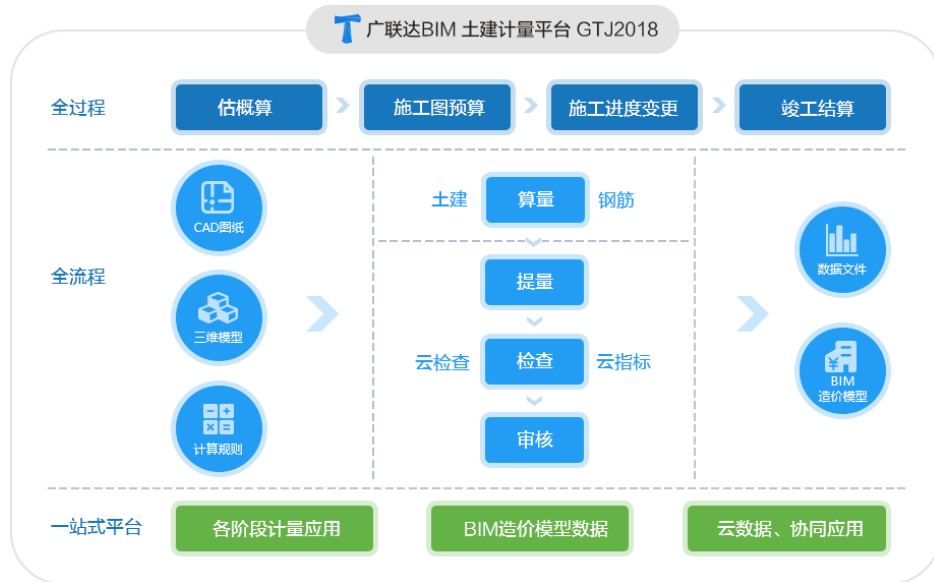 广联达BIM 土建计量平台 GTJ2018
全过程
估概算
施工图预算
施工进度变更
竣工结算
全流程
CAD图纸
三维模型
计算规则
土建
算量
钢筋
提量
云检查
检查
云指标
审核
数据文件
BIM
造价模型
一站式平台
各阶段计量应用
BIM造价模型数据
云数据、协同应用